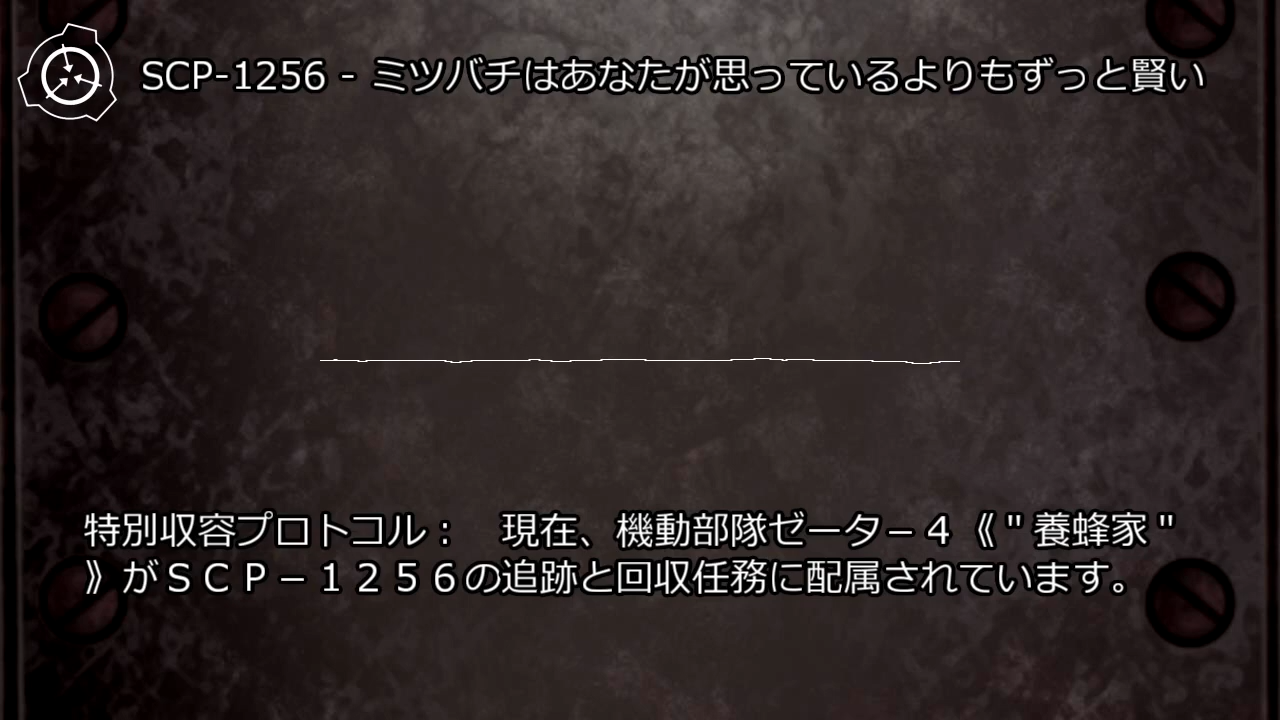 SCP-1256 - ミツバチはあなたが思っているよりもずっと賢い
特別収容プロトコル：　現在、機動部隊ゼーター４《＂養蜂家＂
》がＳＣＰ－１２５６の追跡と回収任務に配属されています。